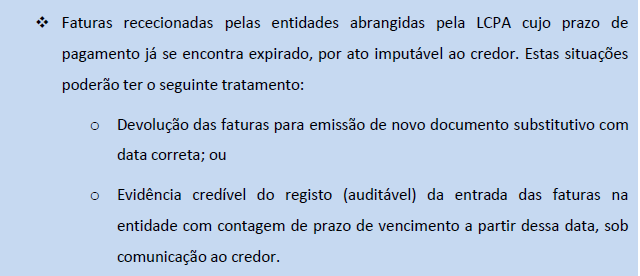 ❖ Faturas rececionadas pelas entidades abrangidas pela LCPA cujo prazo de
pagamento já se encontra expirado, por ato imputável ao credor. Estas situações
poderão ter o seguinte tratamento:
o Devolução das faturas para emissão de novo documento substitutivo com
data correta; ou
o Evidência credível do registo (auditável) da entrada das faturas na
entidade com contagem de prazo de vencimento a partir dessa data, sob
comunicação ao credor.